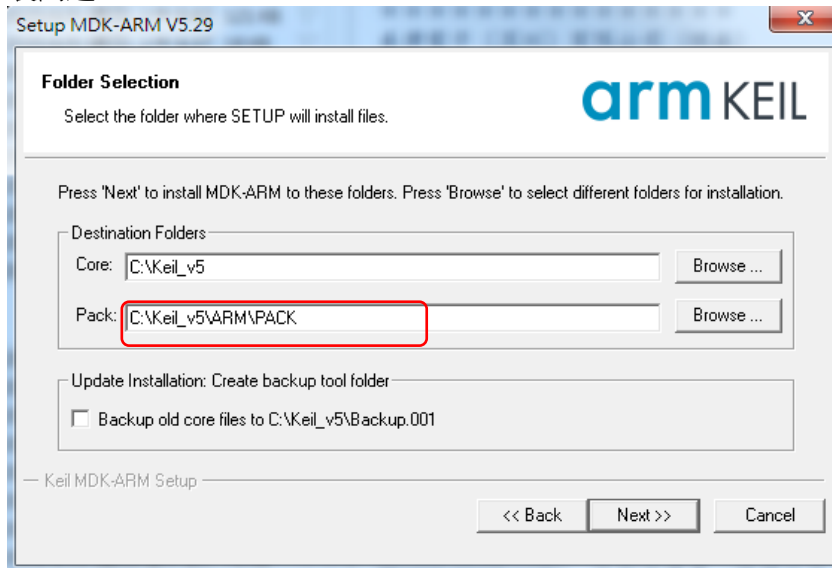 Setup MDK-ARM V5.29
Folder Selection
Select the folder where SETUP will install files.
arm KEIL
Press 'Next' to install MDK-ARM to these folders. Press 'Browse' to select different folders for installation.
Destination Folders
Core: C:\Keil_v5 Browse ...
Pack: C:\Keil_v5\ARM\PACK Browse ...
Update Installation: Create backup tool folder
Backup old core files to C:\Keil_v5\Backup.001
Keil MDK-ARM Setup
<< Back Next >> Cancel